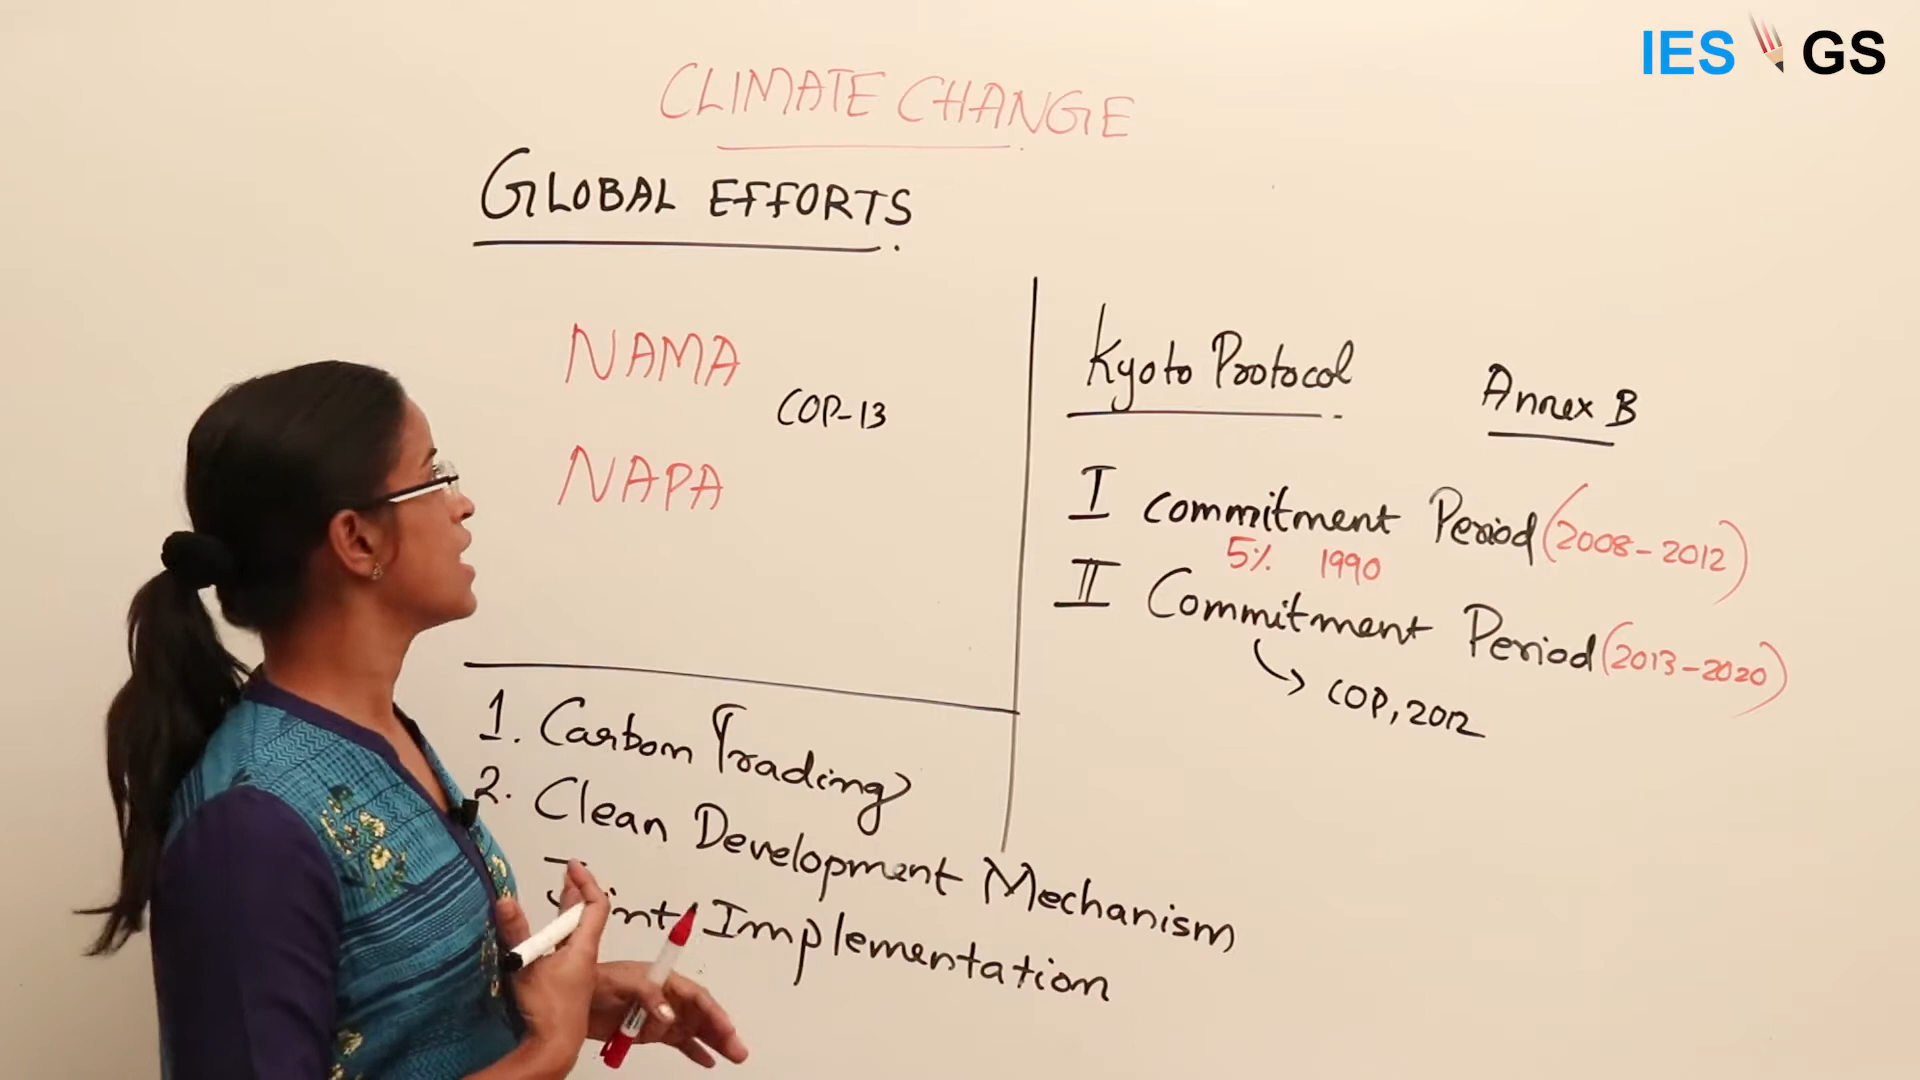 IES GS
CLIMATE CHANGE
GLOBAL EFFORTS
NAMA
COP-13
NAPA
Kyoto Protocol
Annex B
I Commitment Period (2008-2012)
5% 1990
II Commitment Period (2013-2020)
COP, 2012
1. Carbon Trading
2. Clean Development Mechanism
Implementation